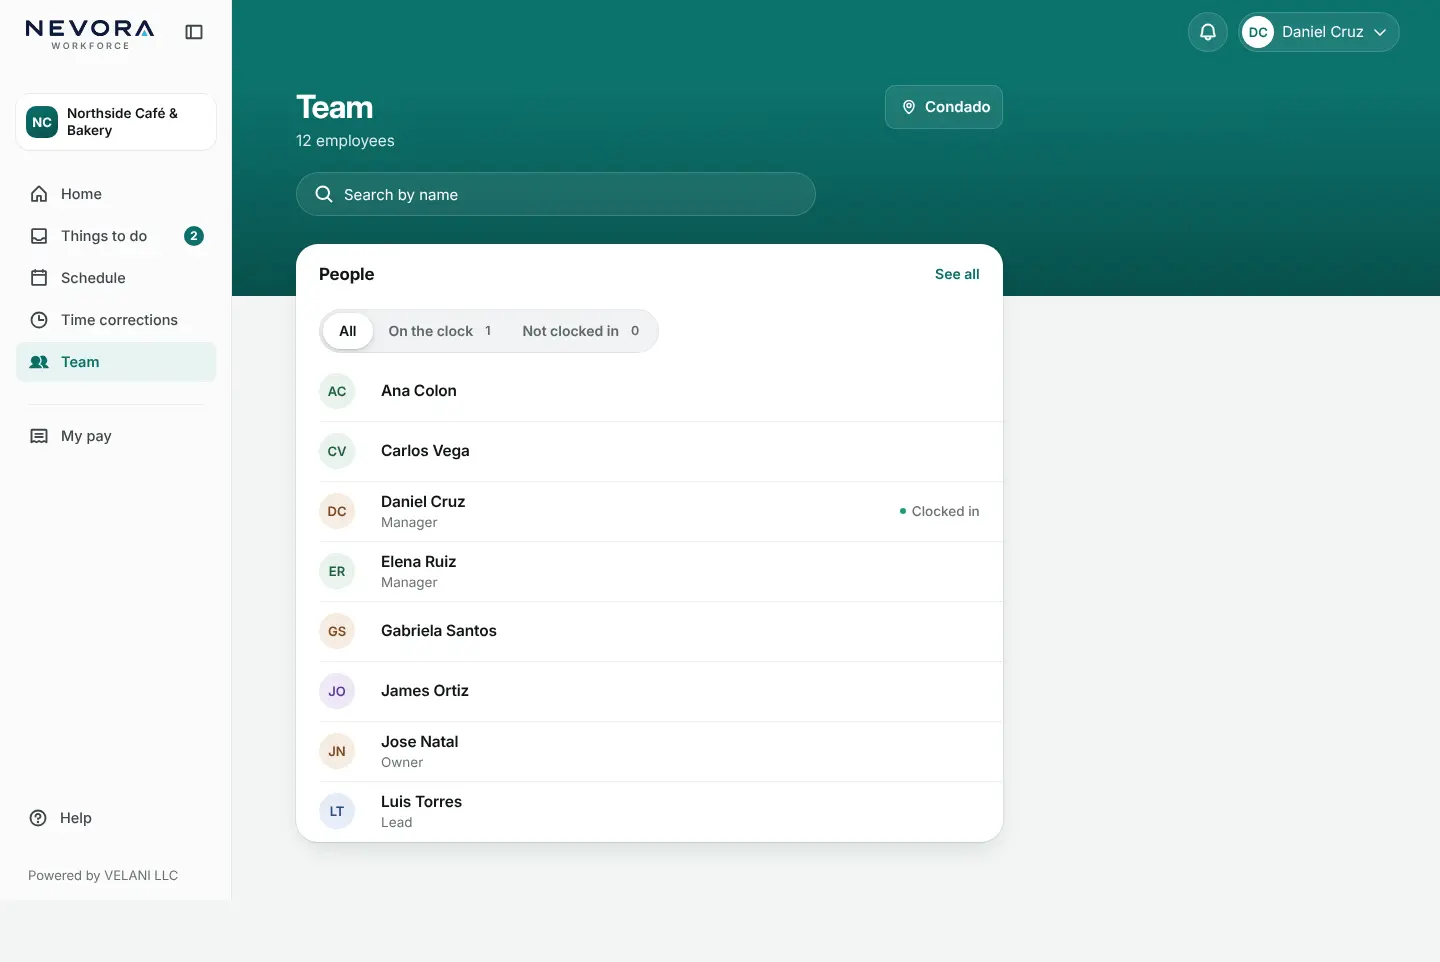 NEVORA
WORKFORCE
NC
Northside Café &
Bakery
Home
Things to do 2
Schedule
Time corrections
Team
My pay
Help
Powered by VELANI LLC
DC Daniel Cruz
Team
12 employees
Condado
Search by name
People
See all
All On the clock 1 Not clocked in 0
AC Ana Colon
CV Carlos Vega
DC Daniel Cruz
Manager
Clocked in
ER Elena Ruiz
Manager
GS Gabriela Santos
JO James Ortiz
JN Jose Natal
Owner
LT Luis Torres
Lead